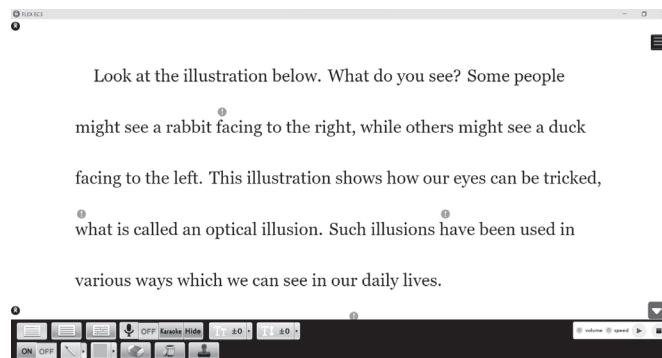 FLEX ECS
Look at the illustration below. What do you see? Some people
might see a rabbit facing to the right, while others might see a duck
facing to the left. This illustration shows how our eyes can be tricked,
what is called an optical illusion. Such illusions have been used in
various ways which we can see in our daily lives.
OFF Karaoke Hide ±0 ±0 volume speed
ON OFF